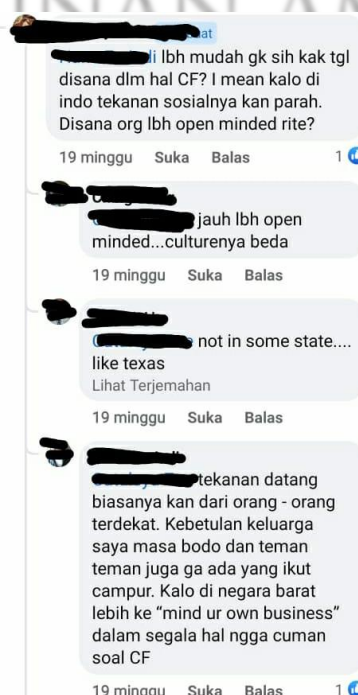 lbh mudah gk sih kak tgl
disana dlm hal CF? I mean kalo di
indo tekanan sosialnya kan parah.
Disana org lbh open minded rite?
19 minggu Suka Balas 1
jauh lbh open
minded...culturenya beda
19 minggu Suka Balas
not in some state....
like texas
Lihat Terjemahan
19 minggu Suka Balas
tekanan datang
biasanya kan dari orang - orang
terdekat. Kebetulan keluarga
saya masa bodo dan teman
teman juga ga ada yang ikut
campur. Kalo di negara barat
lebih ke “mind ur own business”
dalam segala hal ngga cuman
soal CF
19 minggu Suka Balas 1